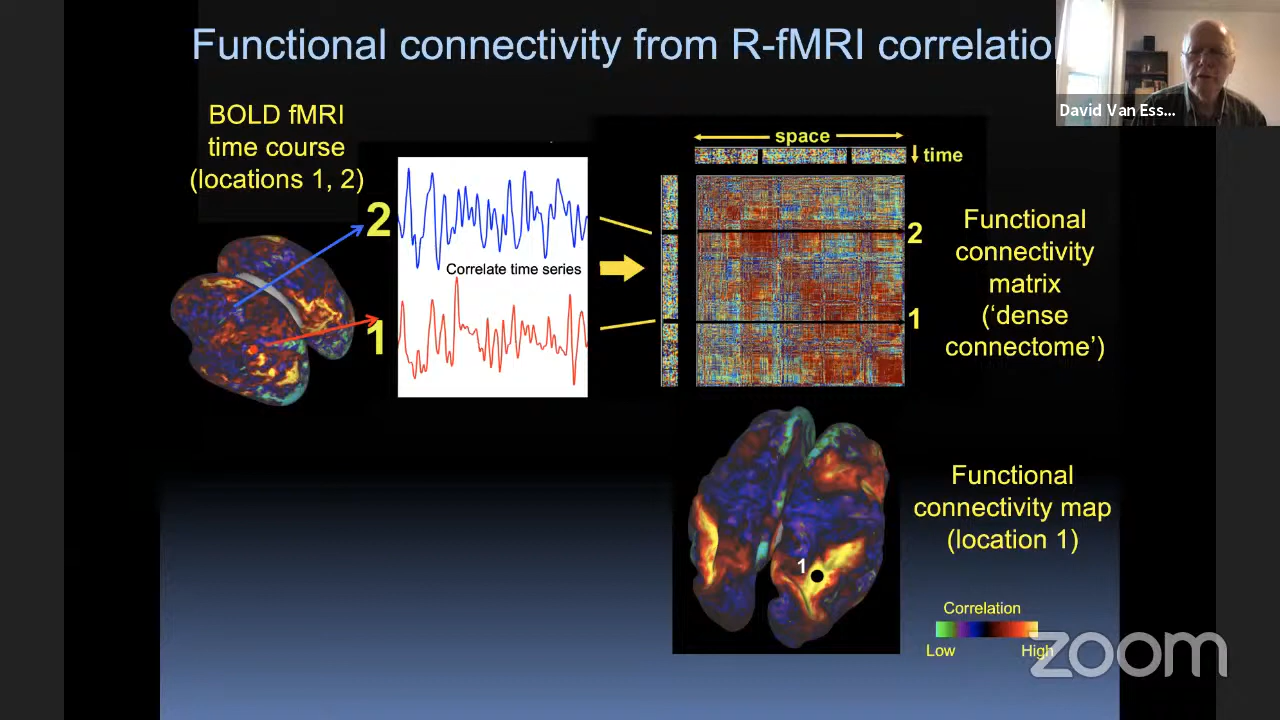 Functional connectivity from R-fMRI correlatio
David Van Ess...
BOLD fMRI
time course
(locations 1, 2)
2
Correlate time series
1
space
time
2
1
Functional
connectivity
matrix
(‘dense
connectome’)
1
Functional
connectivity map
(location 1)
Correlation
Low
High
zoom